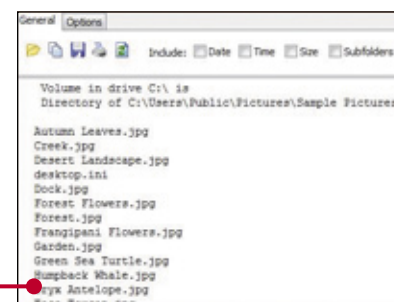 General Options
Include: Date Time Size Subfolders
Volume in drive C:\ is
Directory of C:\Users\Public\Pictures\Sample Pictures
Autumn Leaves.jpg
Creek.jpg
Desert Landscape.jpg
desktop.ini
Dock.jpg
Forest Flowers.jpg
Forest.jpg
Frangipani Flowers.jpg
Garden.jpg
Green Sea Turtle.jpg
Humpback Whale.jpg
Oryx Antelope.jpg